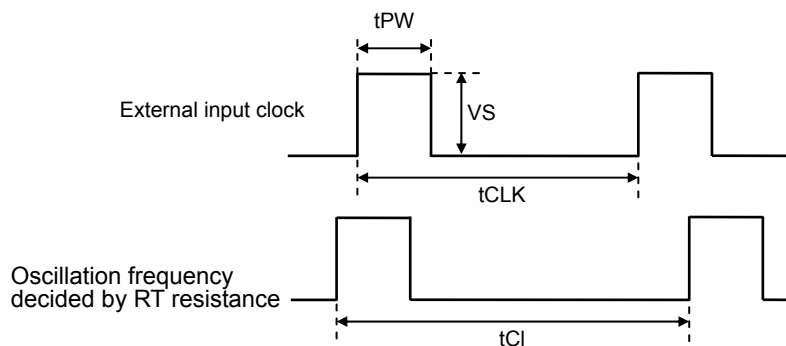 tPW
External input clock
VS
tCLK
Oscillation frequency
decided by RT resistance
tCl